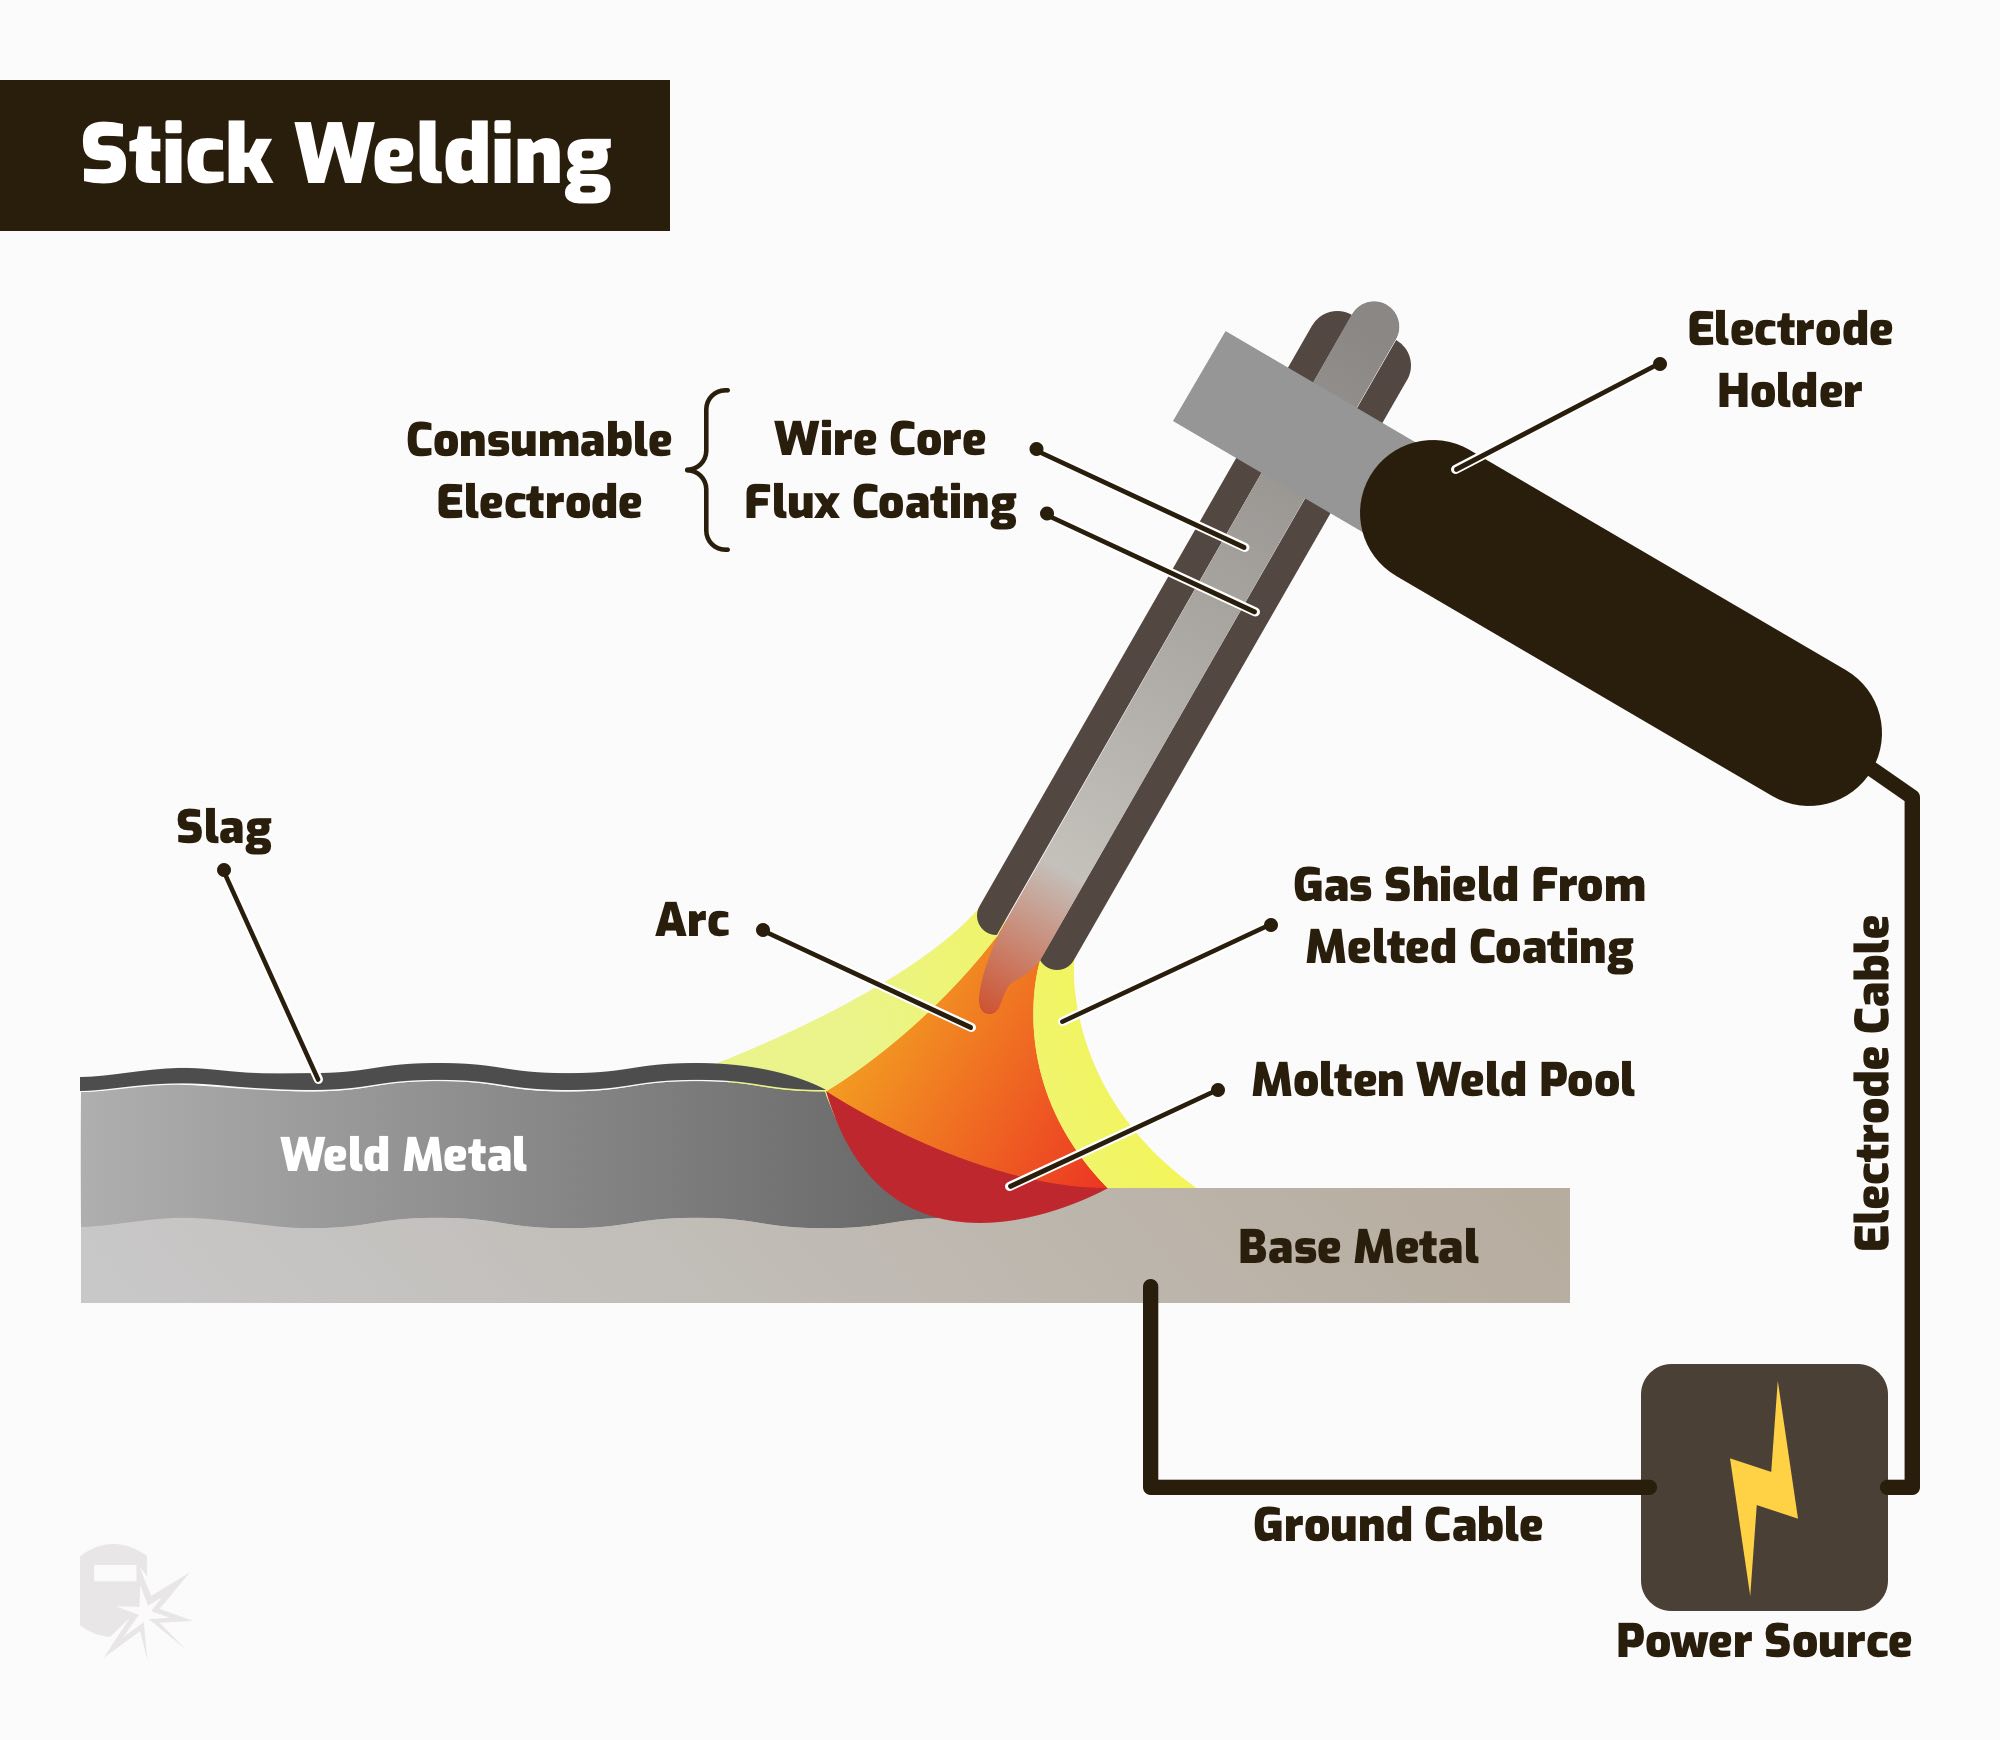 Stick Welding
Electrode
Holder
Consumable
Electrode
Wire Core
Flux Coating
Slag
Arc
Gas Shield From
Melted Coating
Molten Weld Pool
Electrode Cable
Weld Metal
Base Metal
Ground Cable
Power Source